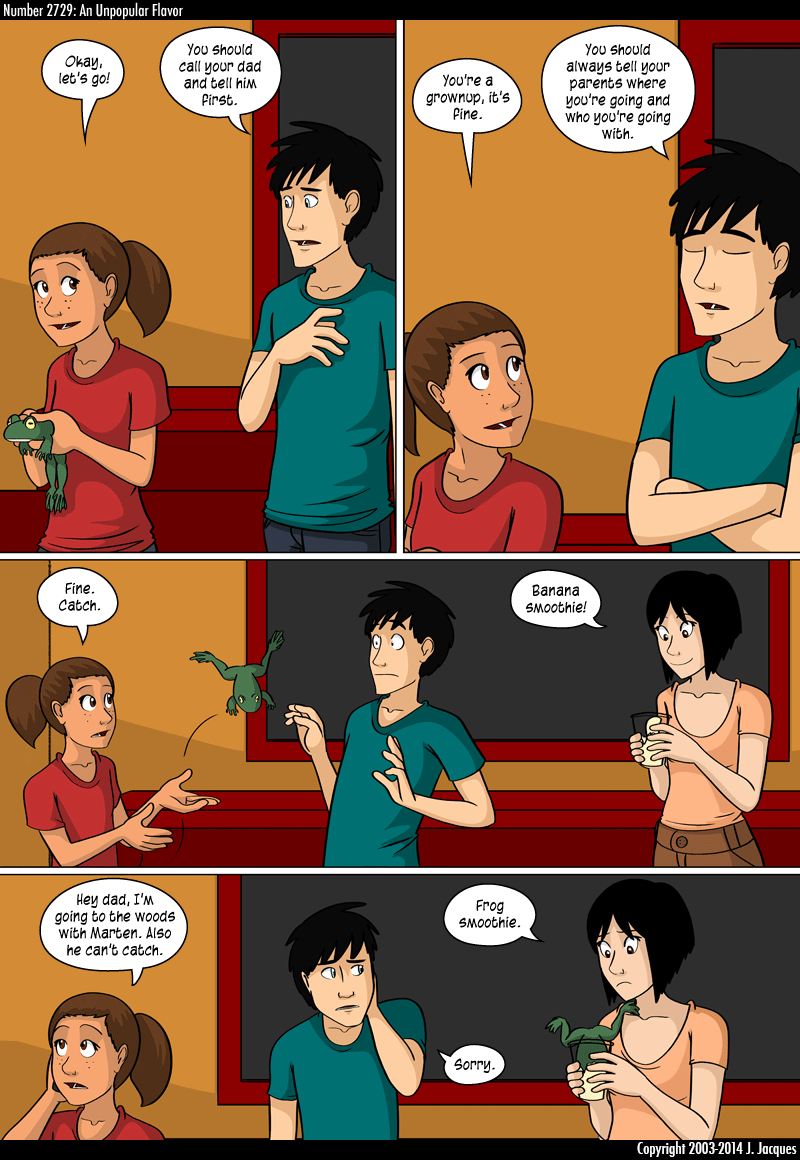 Number 2729: An Unpopular Flavor
Okay,
let's go!
You should
call your dad
and tell him
first.
You're a
grownup, it's
fine.
You should
always tell your
parents where
you're going and
who you're going
with.
Fine.
Catch.
Banana
smoothie!
Hey dad, I'm
going to the woods
with Marten. Also
he can't catch.
Frog
smoothie.
Sorry.
Copyright 2003-2014 J. Jacques